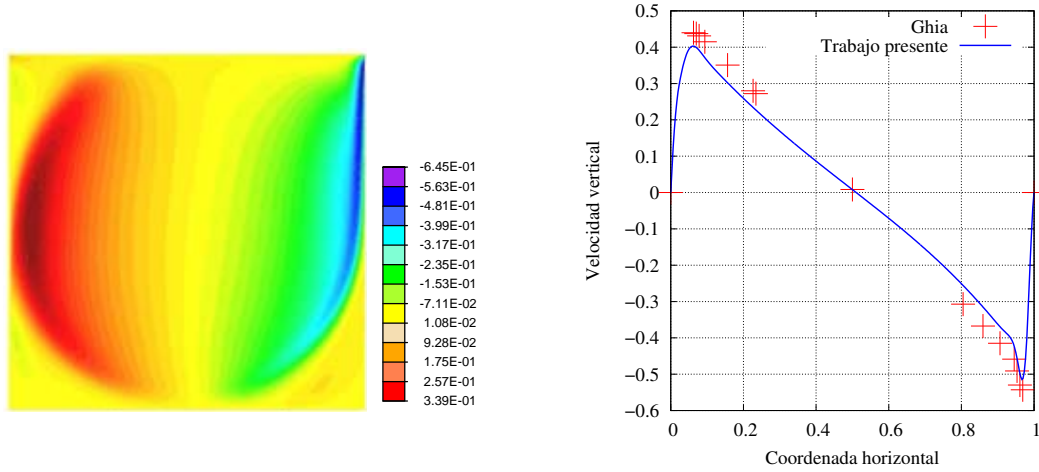 -6.45E-01
-5.63E-01
-4.81E-01
-3.99E-01
-3.17E-01
-2.35E-01
-1.53E-01
-7.11E-02
1.08E-02
9.28E-02
1.75E-01
2.57E-01
3.39E-01
Velocidad vertical
0.5
0.4
0.3
0.2
0.1
0
−0.1
−0.2
−0.3
−0.4
−0.5
−0.6
Ghia
Trabajo presente
0 0.2 0.4 0.6 0.8 1
Coordenada horizontal